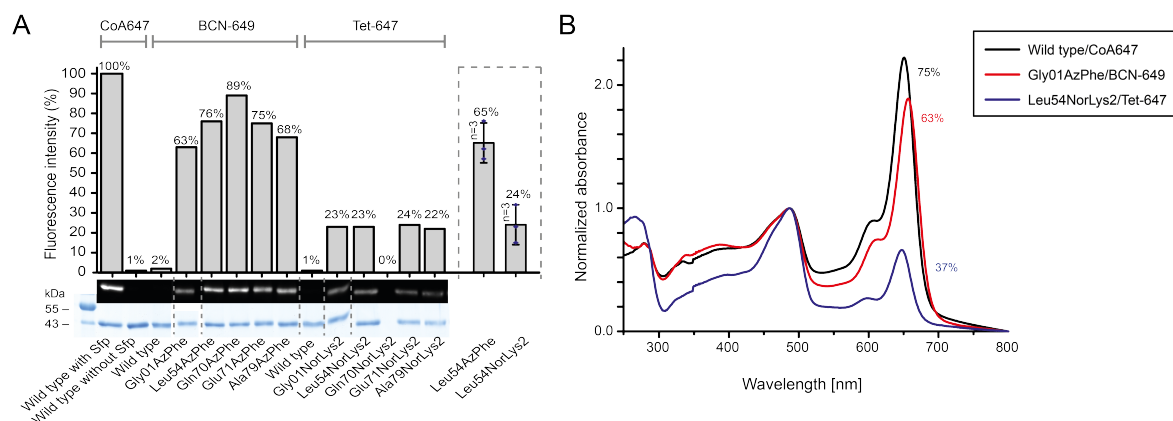 A
CoA647
BCN-649
Tet-647
Fluorescence intensity (%)
100
90
80
70
60
50
40
30
20
10
0
100%
1%
2%
63%
76%
89%
75%
68%
1%
23%
23%
0%
24%
22%
65%
n=3
24%
n=3
kDa
55
43
Wild type with Sfp
Wild type without Sfp
Wild type
Gly01AzPhe
Leu54AzPhe
Gln70AzPhe
Glu71AzPhe
Ala79AzPhe
Wild type
Gly01NorLys2
Leu54NorLys2
Gln70NorLys2
Glu71NorLys2
Ala79NorLys2
Leu54AzPhe
Leu54NorLys2
B
Wild type/CoA647
Gly01AzPhe/BCN-649
Leu54NorLys2/Tet-647
Normalized absorbance
2.0
1.0
0.0
75%
63%
37%
300 400 500 600 700 800
Wavelength [nm]